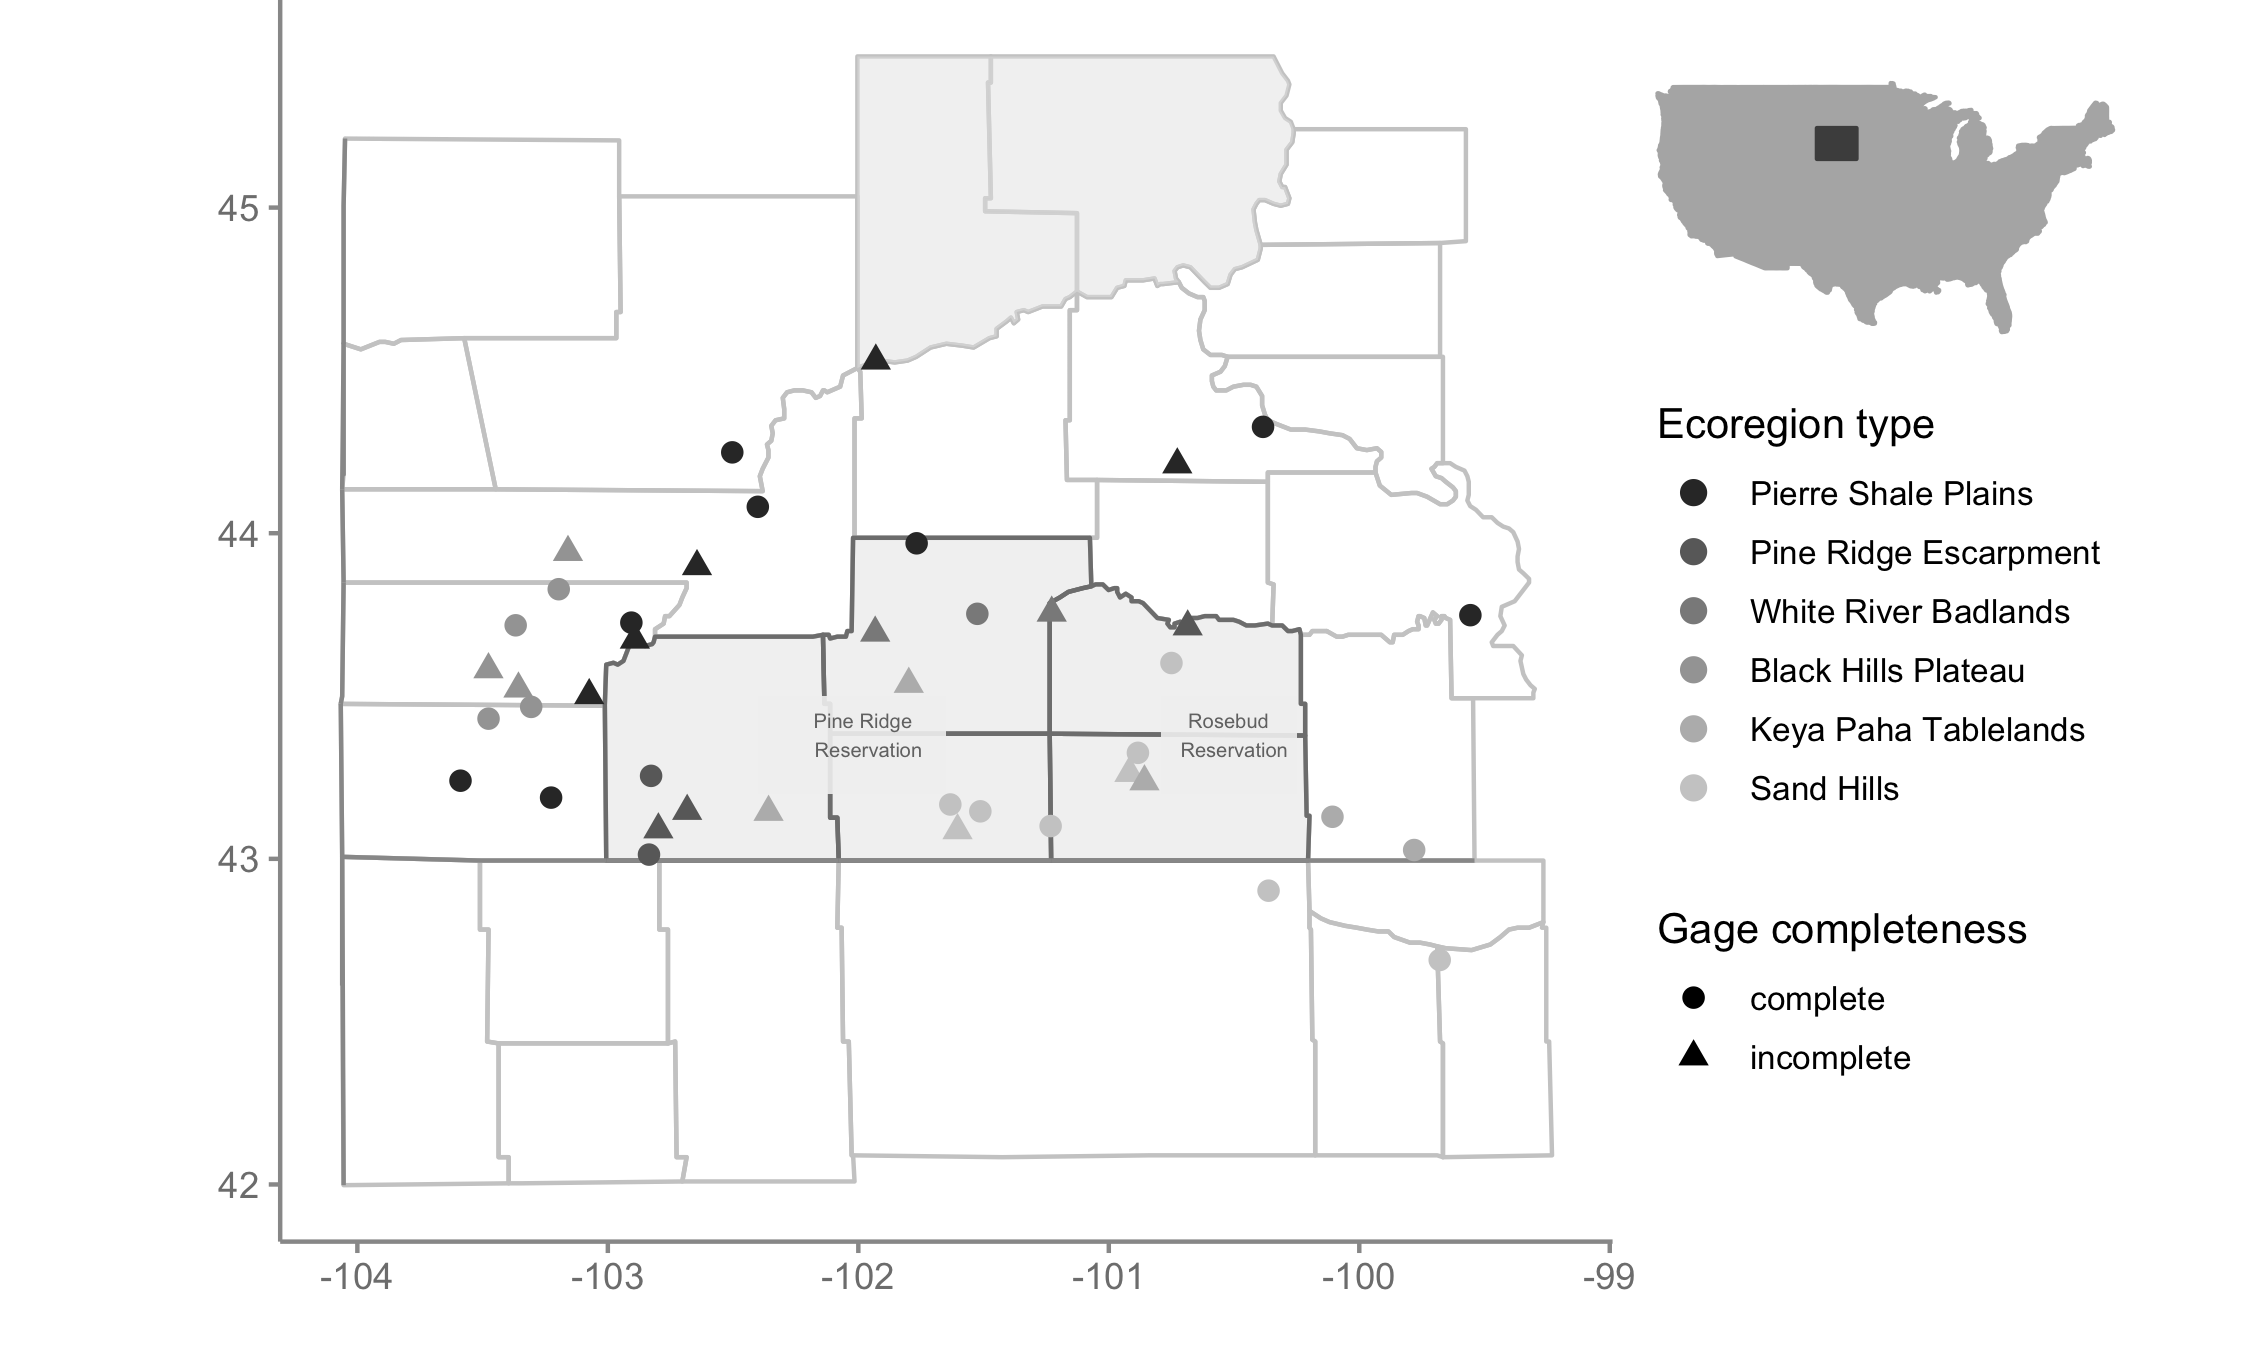 45
44
43
42
-104
-103
-102
-101
-100
-99
Pine Ridge
Reservation
Rosebud
Reservation
Ecoregion type
Pierre Shale Plains
Pine Ridge Escarpment
White River Badlands
Black Hills Plateau
Keya Paha Tablelands
Sand Hills
Gage completeness
complete
incomplete